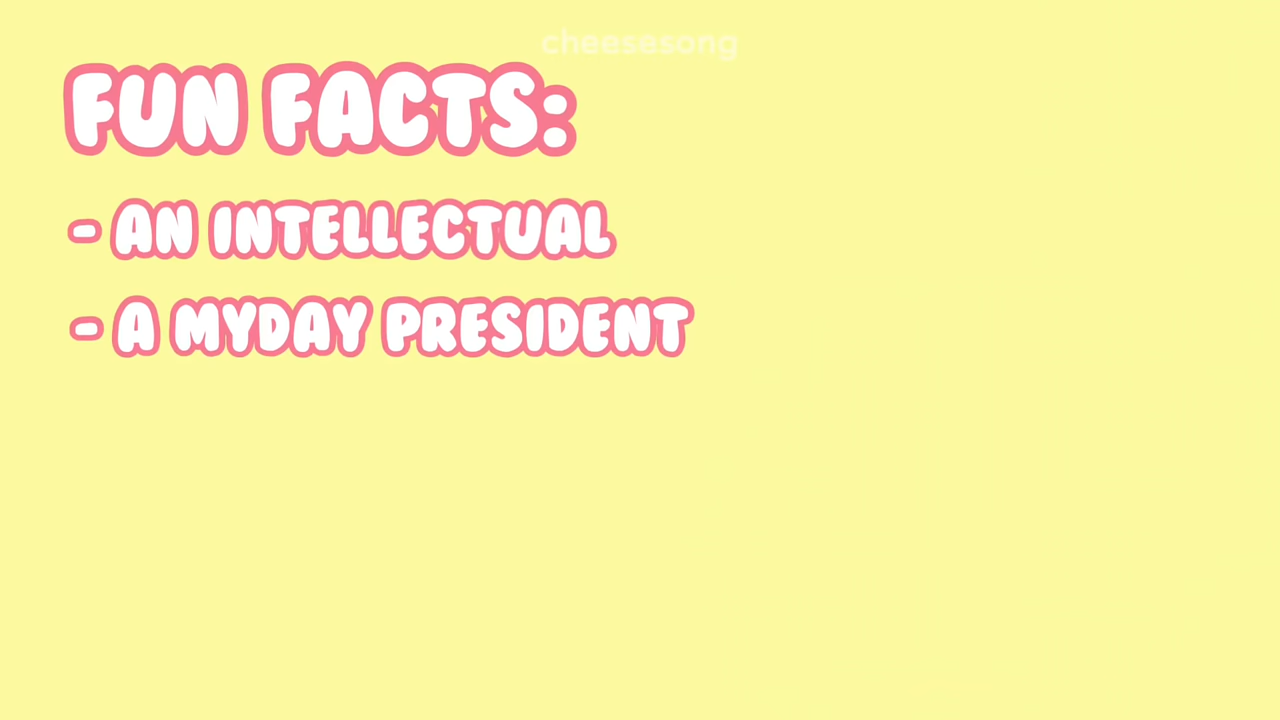 cheesesong
FUN FACTS:
- AN INTELLECTUAL
- A MYDAY PRESIDENT